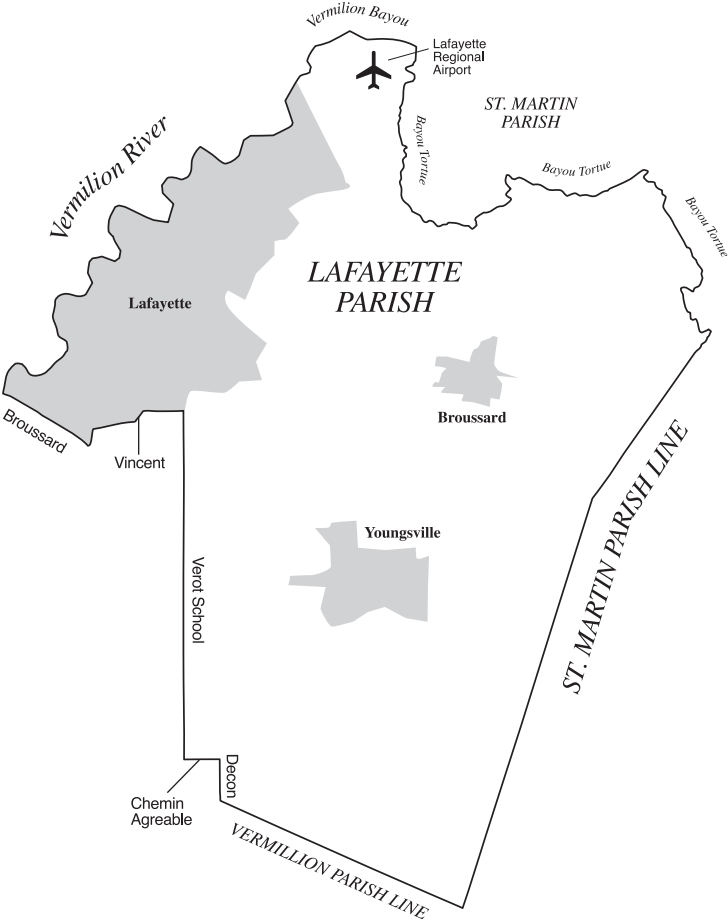 Vermilion Bayou
Lafayette
Regional
Airport
ST. MARTIN
PARISH
Bayou Tortue
Bayou Tortue
Bayou Tortue
Vermilion River
LAFAYETTE
PARISH
Lafayette
Broussard
Broussard
Vincent
ST. MARTIN PARISH LINE
Youngsville
Verot School
Decon
Chemin
Agreable
VERMILLION PARISH LINE